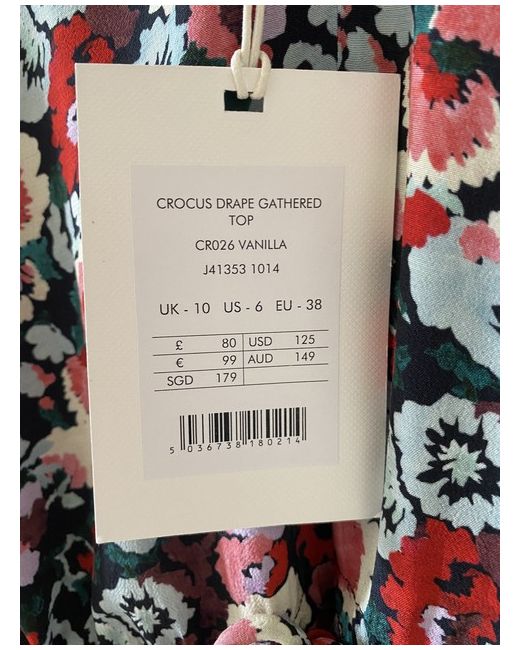 CROCUS DRAPE GATHERED
TOP
CR026 VANILLA
J41353 1014
UK - 10 US - 6 EU - 38
£ 80 USD 125
€ 99 AUD 149
SGD 179
5 036738 180214